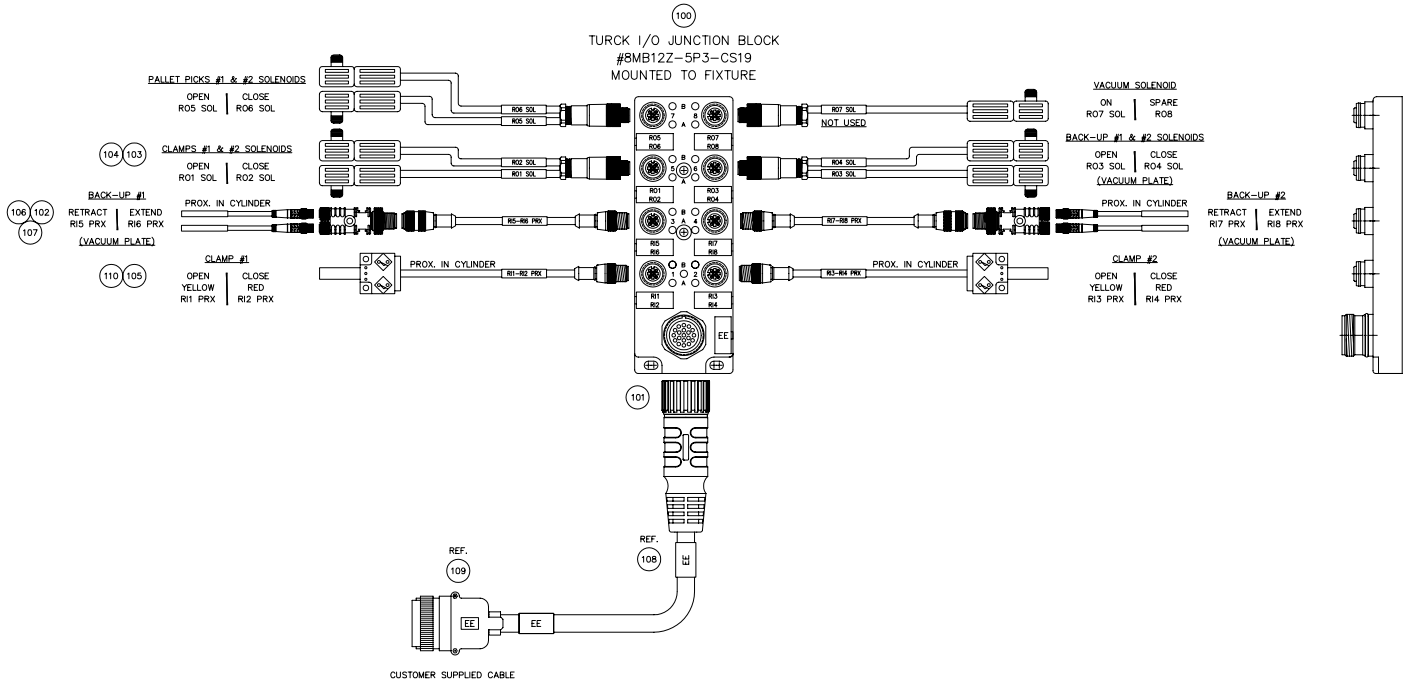 100
TURCK I/O JUNCTION BLOCK
#8MB12Z-5P3-CS19
MOUNTED TO FIXTURE
PALLET PICKS #1 & #2 SOLENOIDS
OPEN | CLOSE
RO5 SOL | RO6 SOL
RO6 SOL
RO5 SOL
104 103
CLAMPS #1 & #2 SOLENOIDS
OPEN | CLOSE
RO1 SOL | RO2 SOL
RO2 SOL
RO1 SOL
106 102
107
BACK-UP #1
RETRACT | EXTEND
RI5 PRX | RI6 PRX
(VACUUM PLATE)
PROX. IN CYLINDER
RI5-RI6 PRX
110 105
CLAMP #1
OPEN | CLOSE
YELLOW | RED
RI1 PRX | RI2 PRX
PROX. IN CYLINDER
RI1-RI2 PRX
B
7 8
A
RO5 RO7
RO6 RO8
B
5 6
A
RO1 RO3
RO2 RO4
B
3 A 4
RI5 RI7
RI6 RI8
B
1 2
A
RI1 RI3
RI2 RI4
EE
VACUUM SOLENOID
ON | SPARE
RO7 SOL | RO8
RO7 SOL
NOT USED
BACK-UP #1 & #2 SOLENOIDS
OPEN | CLOSE
RO3 SOL | RO4 SOL
(VACUUM PLATE)
RO4 SOL
RO3 SOL
BACK-UP #2
PROX. IN CYLINDER
RETRACT | EXTEND
RI7 PRX | RI8 PRX
(VACUUM PLATE)
RI7-RI8 PRX
CLAMP #2
OPEN | CLOSE
YELLOW | RED
RI3 PRX | RI4 PRX
PROX. IN CYLINDER
RI3-RI4 PRX
101
REF.
108
EE
REF.
109
EE
EE
CUSTOMER SUPPLIED CABLE